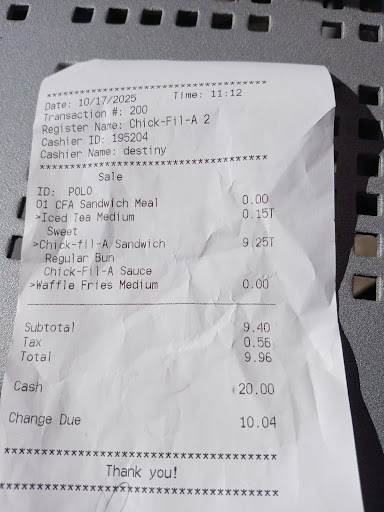 ************************************
Date: 10/17/2025 Time: 11:12
Transaction #: 200
Register Name: Chick-Fil-A 2
Cashier ID: 195204
Cashier Name: destiny
************************************
Sale
ID: POLO
01 CFA Sandwich Meal 0.00
>Iced Tea Medium 0.15T
Sweet
>Chick-fil-A Sandwich 9.25T
Regular Bun
Chick-Fil-A Sauce
>Waffle Fries Medium 0.00
Subtotal 9.40
Tax 0.56
Total 9.96
Cash 20.00
Change Due 10.04
************************************
Thank you!
************************************